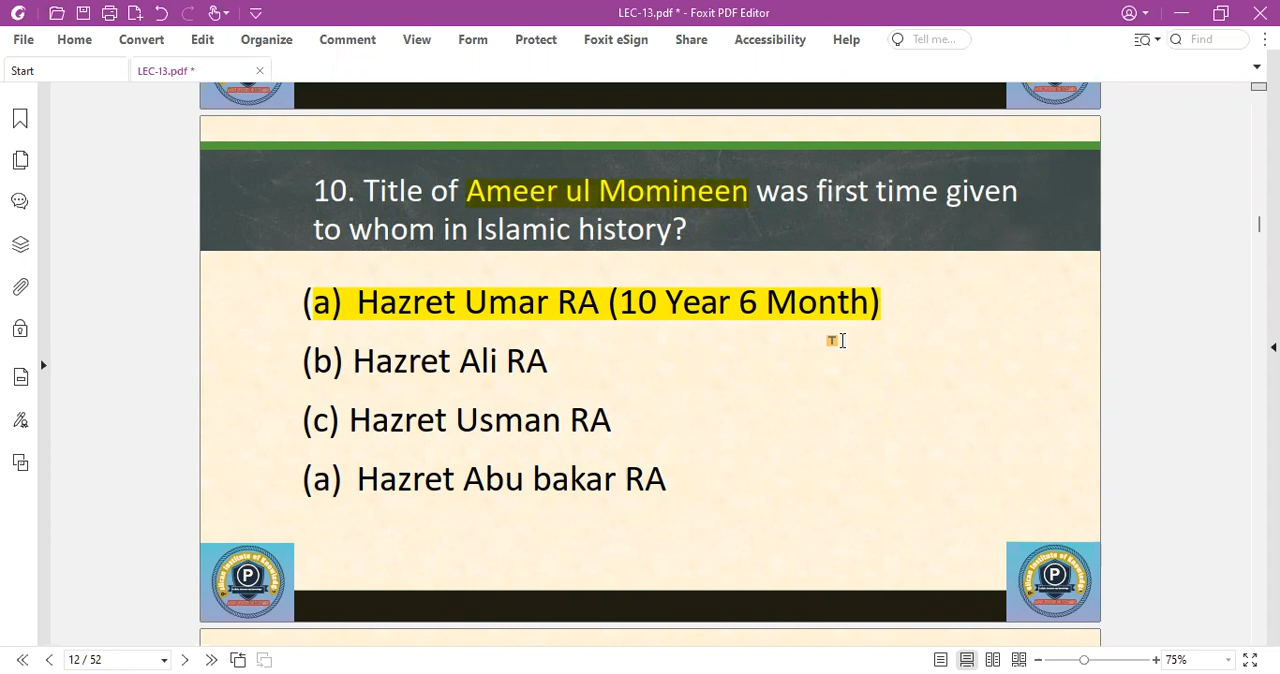 LEC-13.pdf * - Foxit PDF Editor
File Home Convert Edit Organize Comment View Form Protect Foxit eSign Share Accessibility Help Tell me... Find
Start LEC-13.pdf *
10. Title of Ameer ul Momineen was first time given
to whom in Islamic history?
(a) Hazret Umar RA (10 Year 6 Month)
T
(b) Hazret Ali RA
(c) Hazret Usman RA
(a) Hazret Abu bakar RA
P P
12 / 52 75%